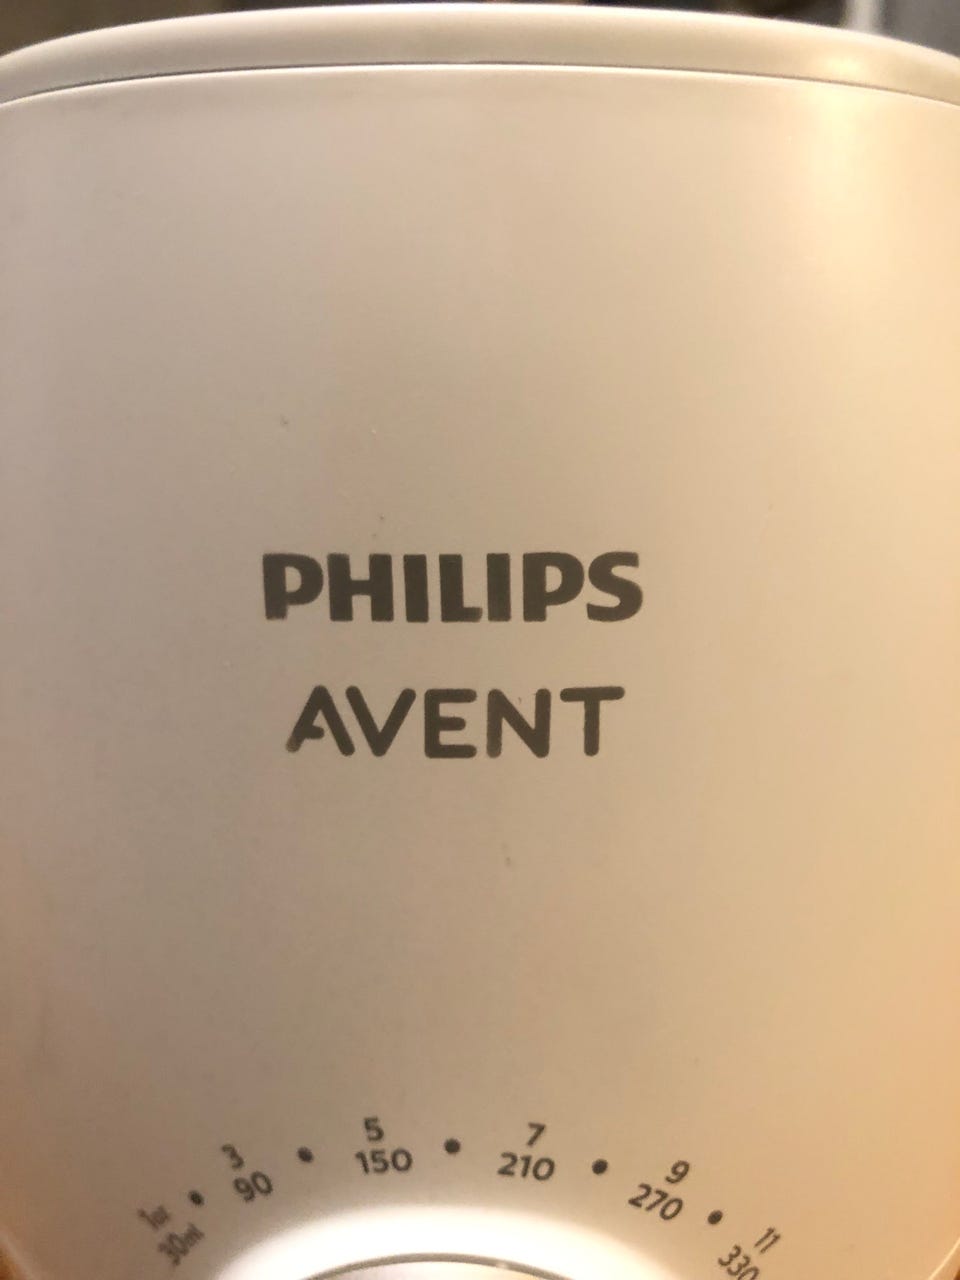 PHILIPS
AVENT
1oz • 3 • 5 • 7 • 9 • 11
30ml 90 150 210 270 330